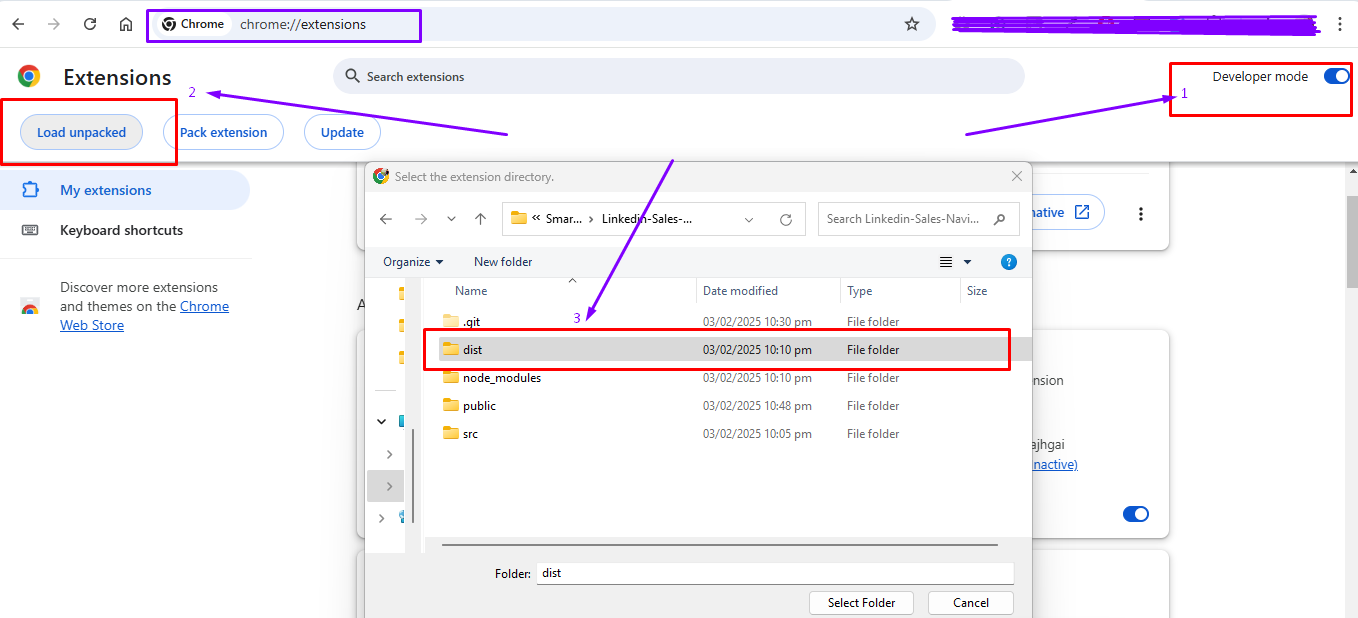 Chrome chrome://extensions
Extensions
Search extensions
Developer mode
1
2
Load unpacked Pack extension Update
My extensions
Keyboard shortcuts
Discover more extensions
and themes on the Chrome
Web Store
Select the extension directory.
« Smar... › Linkedin-Sales-...
Search Linkedin-Sales-Navi...
Organize New folder
Name Date modified Type Size
3
.git 03/02/2025 10:30 pm File folder
dist 03/02/2025 10:10 pm File folder
node_modules 03/02/2025 10:10 pm File folder
public 03/02/2025 10:48 pm File folder
src 03/02/2025 10:05 pm File folder
Folder: dist
Select Folder Cancel
native
A
nsion
ajhgai
nactive)